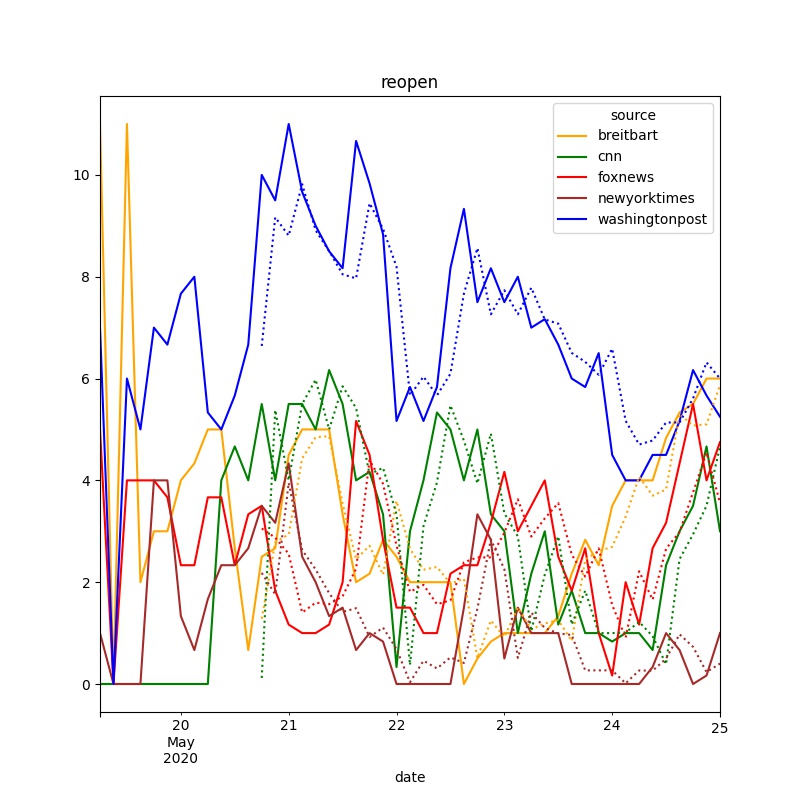 reopen
source
breitbart
cnn
foxnews
newyorktimes
washingtonpost
10
8
6
4
2
0
20
May
2020
21
22
23
24
25
date